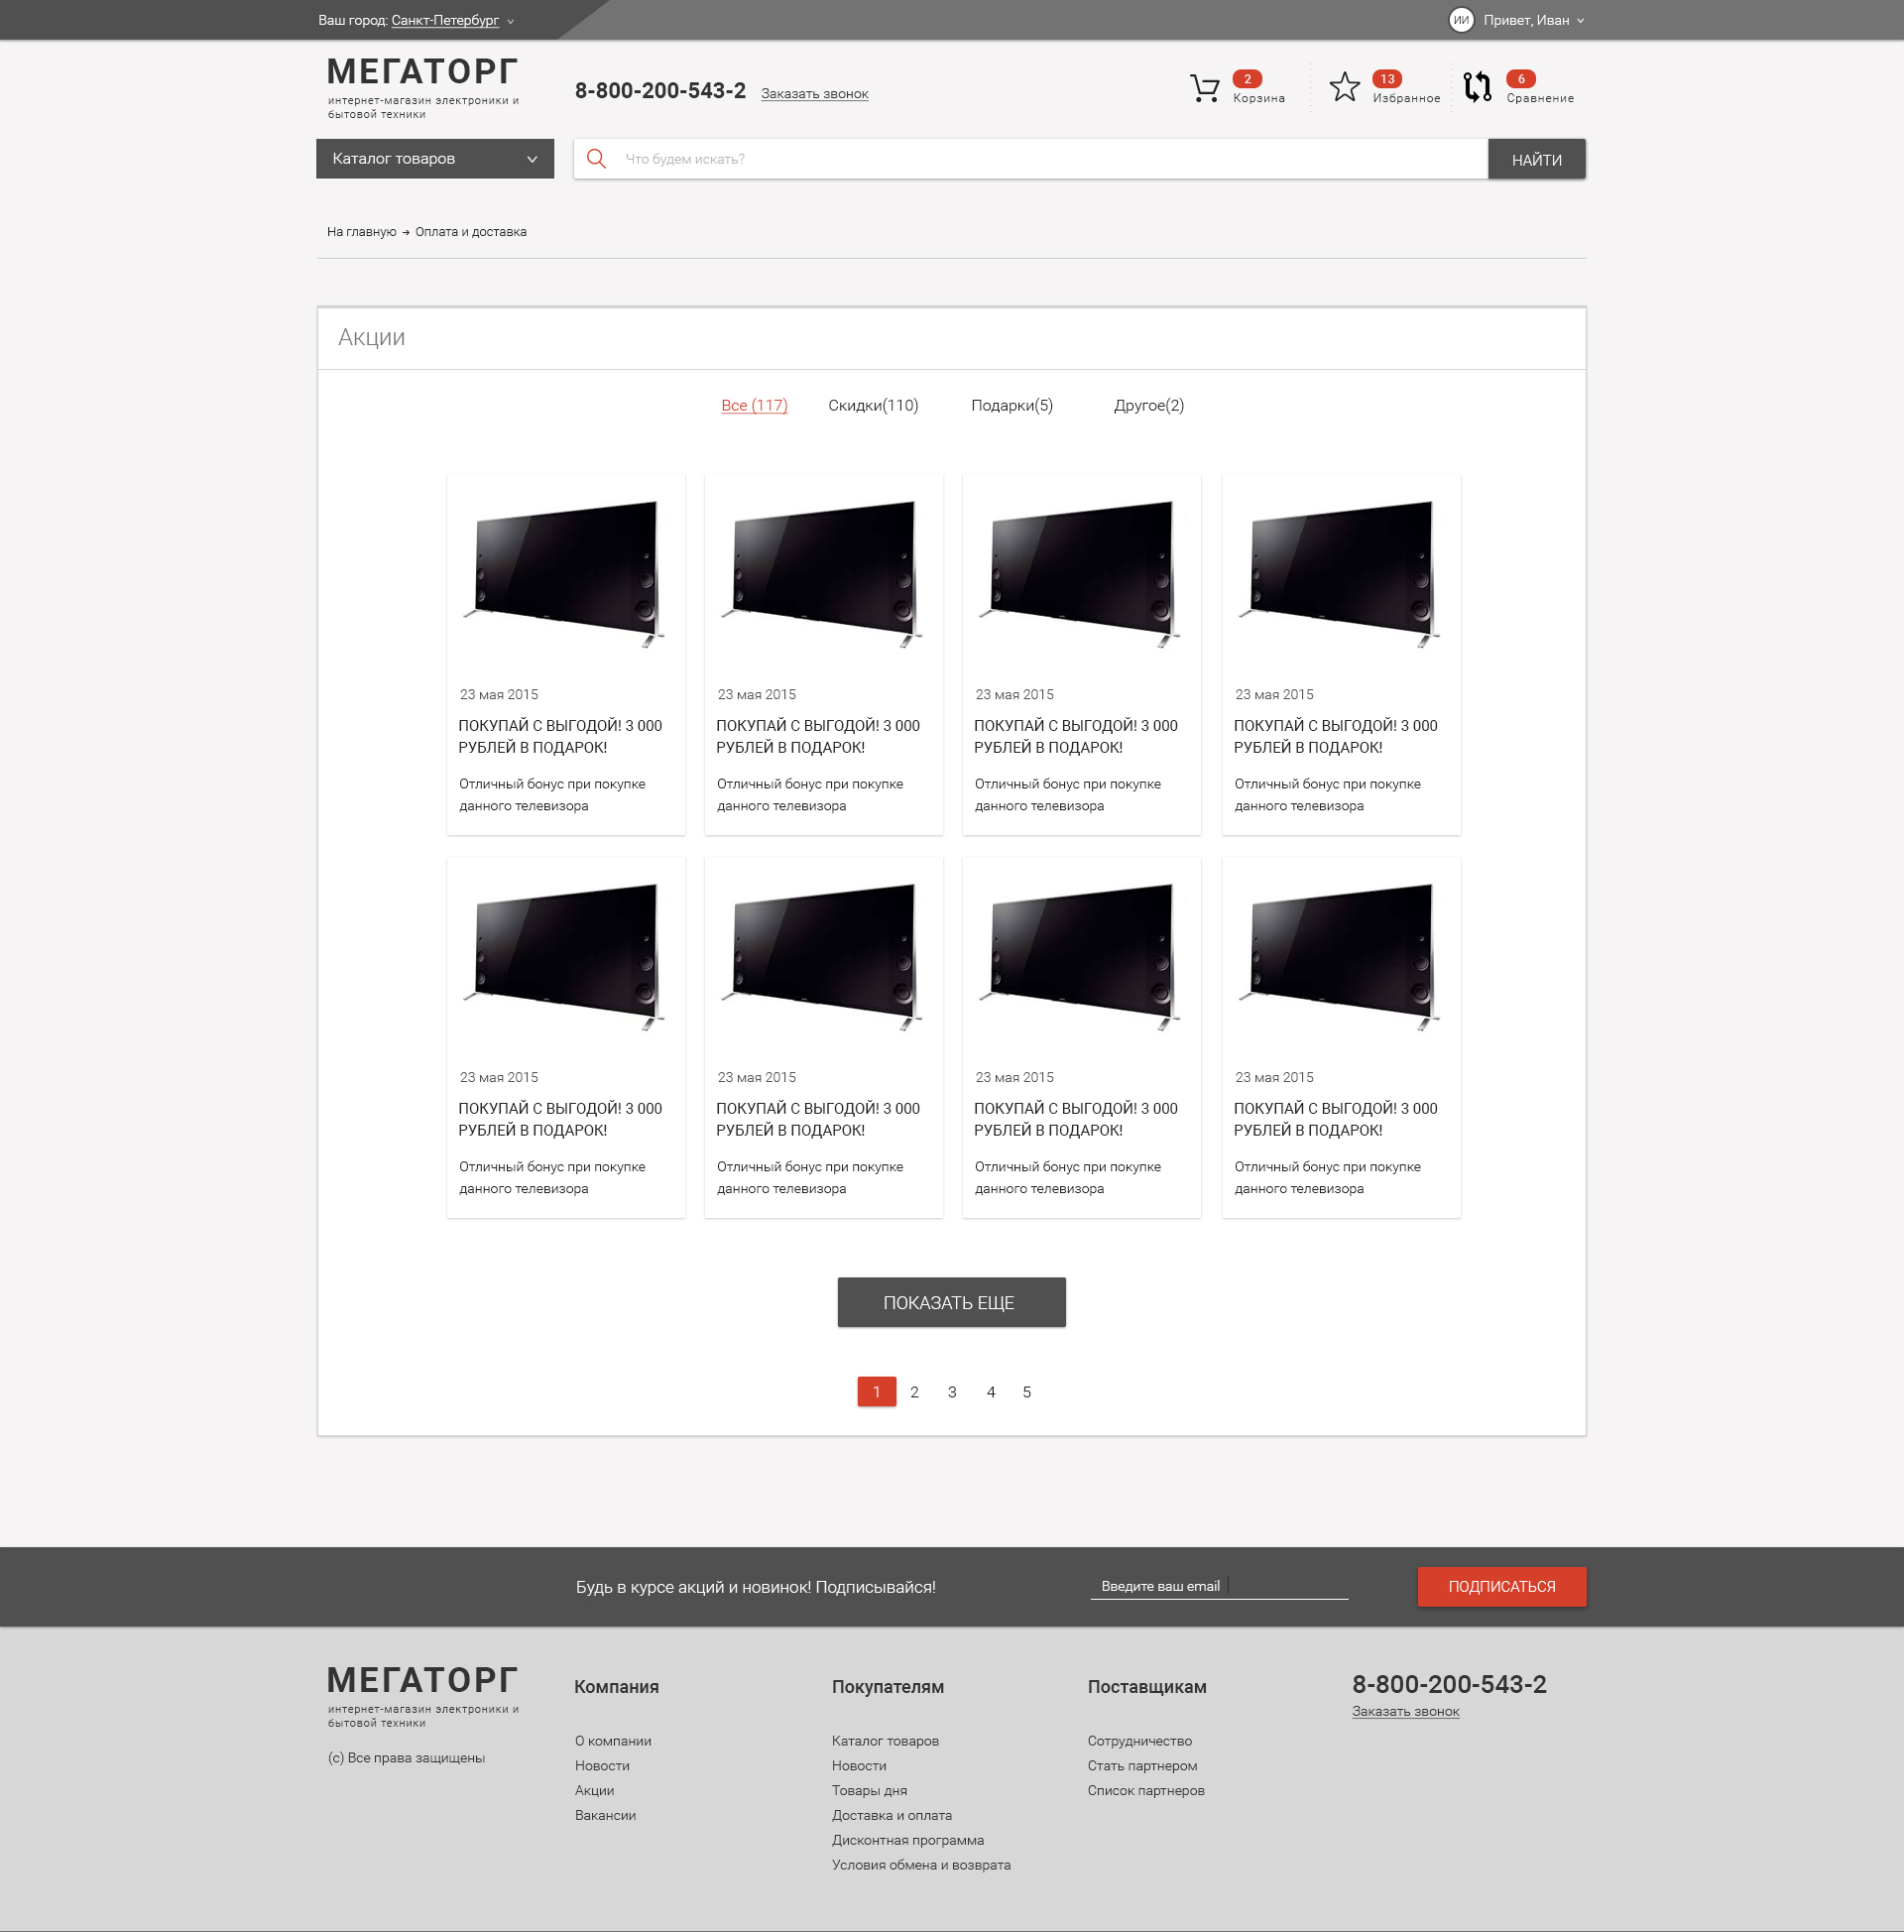 Ваш город: Санкт-Петербург
ИИ Привет, Иван
МЕГАТОРГ
интернет-магазин электроники и
бытовой техники
8-800-200-543-2 Заказать звонок
2
Корзина
13
Избранное
6
Сравнение
Каталог товаров
Что будем искать?
НАЙТИ
На главную → Оплата и доставка
Акции
Все (117) Скидки(110) Подарки(5) Другое(2)
23 мая 2015
ПОКУПАЙ С ВЫГОДОЙ! 3 000
РУБЛЕЙ В ПОДАРОК!
Отличный бонус при покупке
данного телевизора
23 мая 2015
ПОКУПАЙ С ВЫГОДОЙ! 3 000
РУБЛЕЙ В ПОДАРОК!
Отличный бонус при покупке
данного телевизора
23 мая 2015
ПОКУПАЙ С ВЫГОДОЙ! 3 000
РУБЛЕЙ В ПОДАРОК!
Отличный бонус при покупке
данного телевизора
23 мая 2015
ПОКУПАЙ С ВЫГОДОЙ! 3 000
РУБЛЕЙ В ПОДАРОК!
Отличный бонус при покупке
данного телевизора
23 мая 2015
ПОКУПАЙ С ВЫГОДОЙ! 3 000
РУБЛЕЙ В ПОДАРОК!
Отличный бонус при покупке
данного телевизора
23 мая 2015
ПОКУПАЙ С ВЫГОДОЙ! 3 000
РУБЛЕЙ В ПОДАРОК!
Отличный бонус при покупке
данного телевизора
23 мая 2015
ПОКУПАЙ С ВЫГОДОЙ! 3 000
РУБЛЕЙ В ПОДАРОК!
Отличный бонус при покупке
данного телевизора
23 мая 2015
ПОКУПАЙ С ВЫГОДОЙ! 3 000
РУБЛЕЙ В ПОДАРОК!
Отличный бонус при покупке
данного телевизора
ПОКАЗАТЬ ЕЩЕ
1 2 3 4 5
Будь в курсе акций и новинок! Подписывайся!
Введите ваш email
ПОДПИСАТЬСЯ
МЕГАТОРГ
интернет-магазин электроники и
бытовой техники
(с) Все права защищены
Компания
О компании
Новости
Акции
Вакансии
Покупателям
Каталог товаров
Новости
Товары дня
Доставка и оплата
Дисконтная программа
Условия обмена и возврата
Поставщикам
Сотрудничество
Стать партнером
Список партнеров
8-800-200-543-2
Заказать звонок